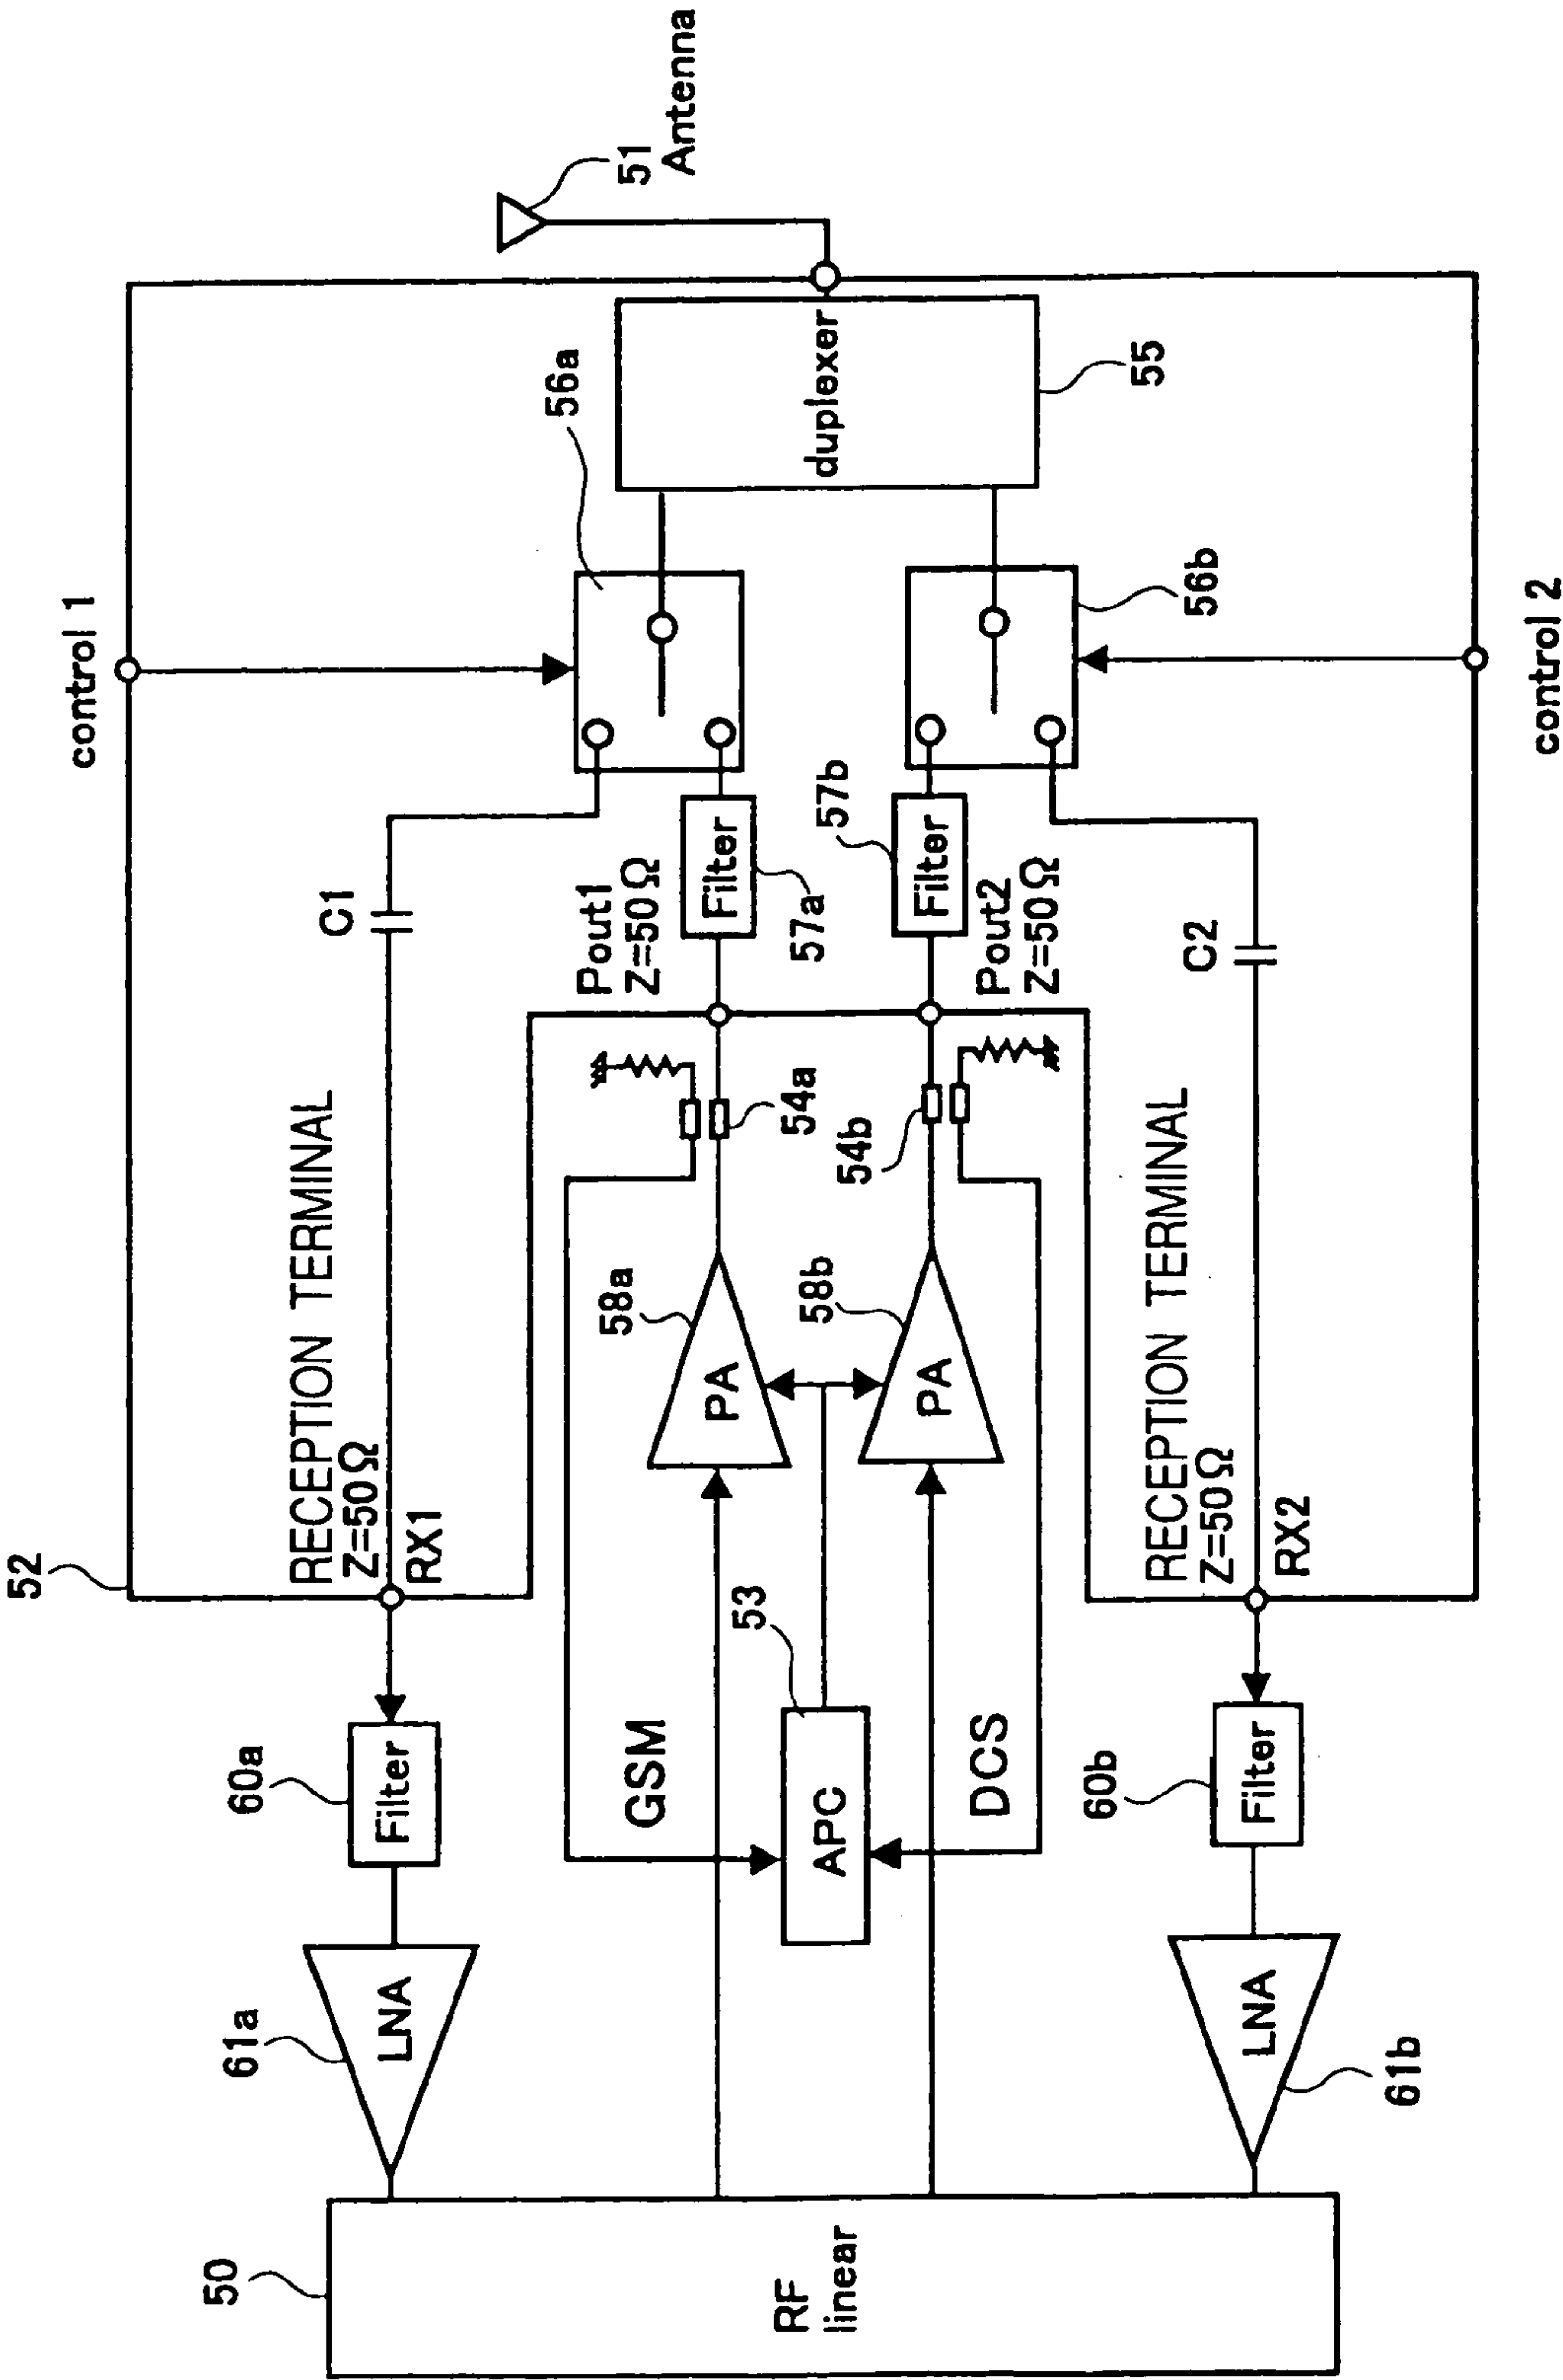 52
control 1
RECEPTION TERMINAL
Z=50Ω
RX1
C1
56a
51
Antenna
60a
Filter
61a
LNA
GSM
58a
PA
54a
Pout1
Z=50Ω
Filter
57a
duplexer
55
50
RF
linear
53
APC
DCS
58b
PA
54b
57b
Filter
Pout2
Z=50Ω
56b
60b
Filter
LNA
61b
RECEPTION TERMINAL
Z=50Ω
RX2
C2
control 2